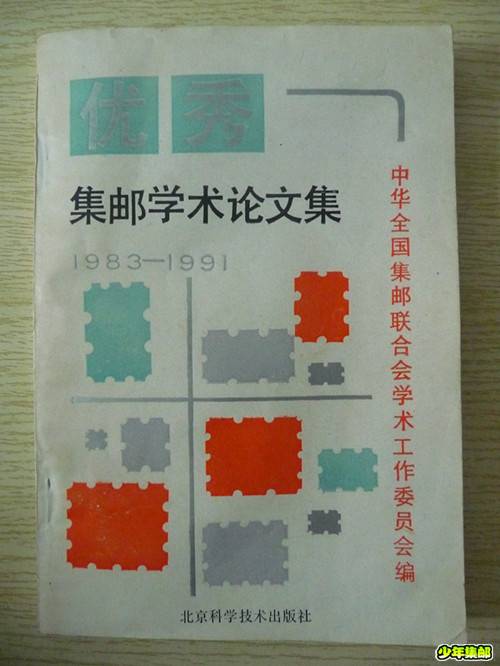 优秀
集邮学术论文集
1983—1991
中华全国集邮联合会学术工作委员会编
北京科学技术出版社
少年集邮